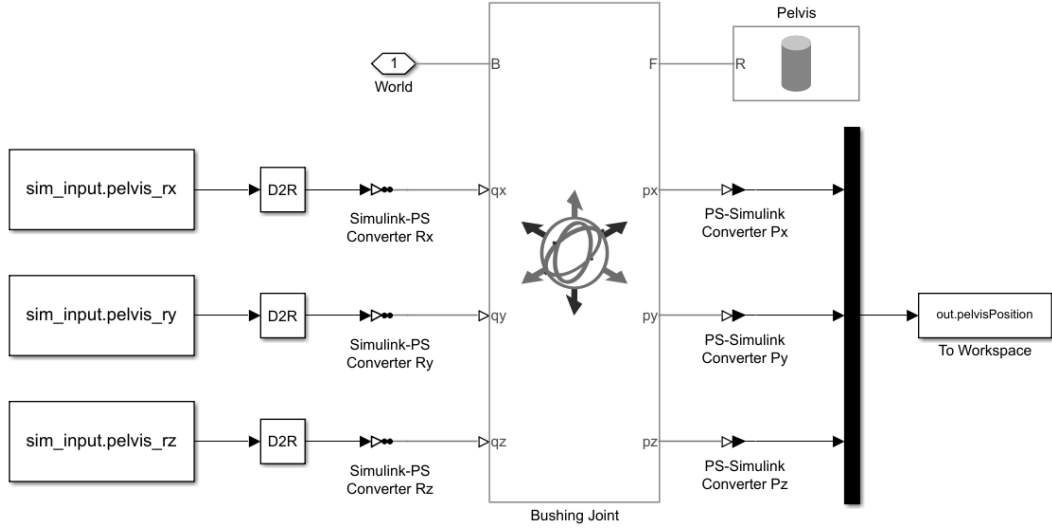 Pelvis
1
World
B
F
R
sim_input.pelvis_rx
D2R
Simulink-PS
Converter Rx
qx
px
PS-Simulink
Converter Px
sim_input.pelvis_ry
D2R
Simulink-PS
Converter Ry
qy
py
PS-Simulink
Converter Py
out.pelvisPosition
To Workspace
sim_input.pelvis_rz
D2R
Simulink-PS
Converter Rz
qz
pz
PS-Simulink
Converter Pz
Bushing Joint